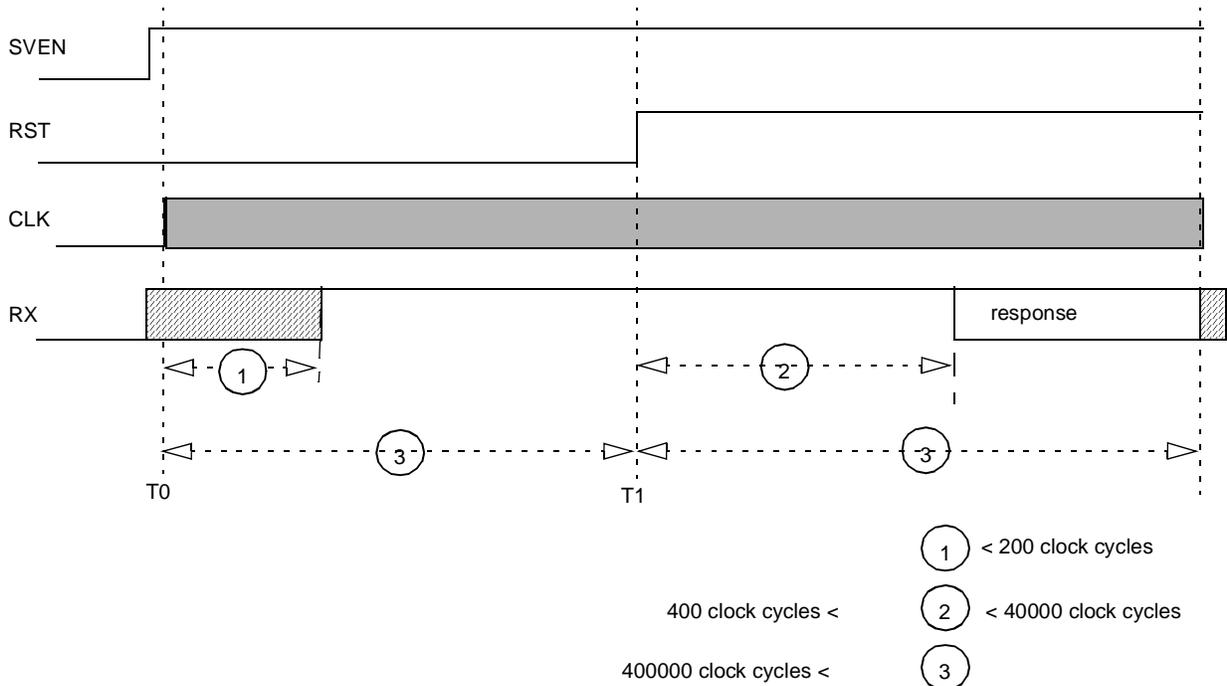 SVEN
RST
CLK
RX
response
1
2
3
3
T0
T1
1 < 200 clock cycles
400 clock cycles < 2 < 40000 clock cycles
400000 clock cycles < 3